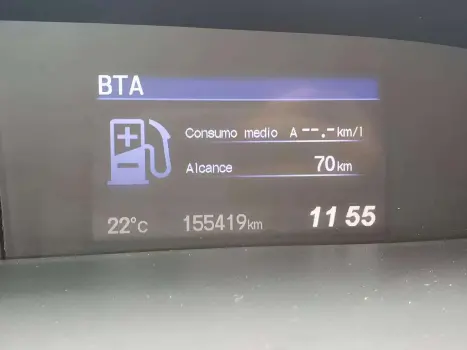 BTA
Consumo medio A --.- km/l
Alcance 70 km
22°c 155419 km 11 55